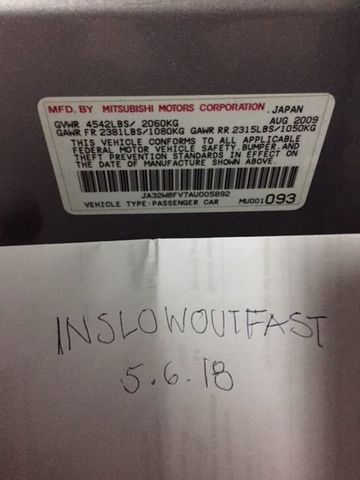 MFD. BY MITSUBISHI MOTORS CORPORATION, JAPAN
GVWR 4542LBS/ 2060KG AUG 2009
GAWR FR 2381LBS/1080KG GAWR RR 2315LBS/1050KG
THIS VEHICLE CONFORMS TO ALL APPLICABLE
FEDERAL MOTOR VEHICLE SAFETY, BUMPER, AND
THEFT PREVENTION STANDARDS IN EFFECT ON
THE DATE OF MANUFACTURE SHOWN ABOVE.
JA32W8FV7AU005892
VEHICLE TYPE:PASSENGER CAR MU001 093
INSLOWOUTFAST
5.6.18